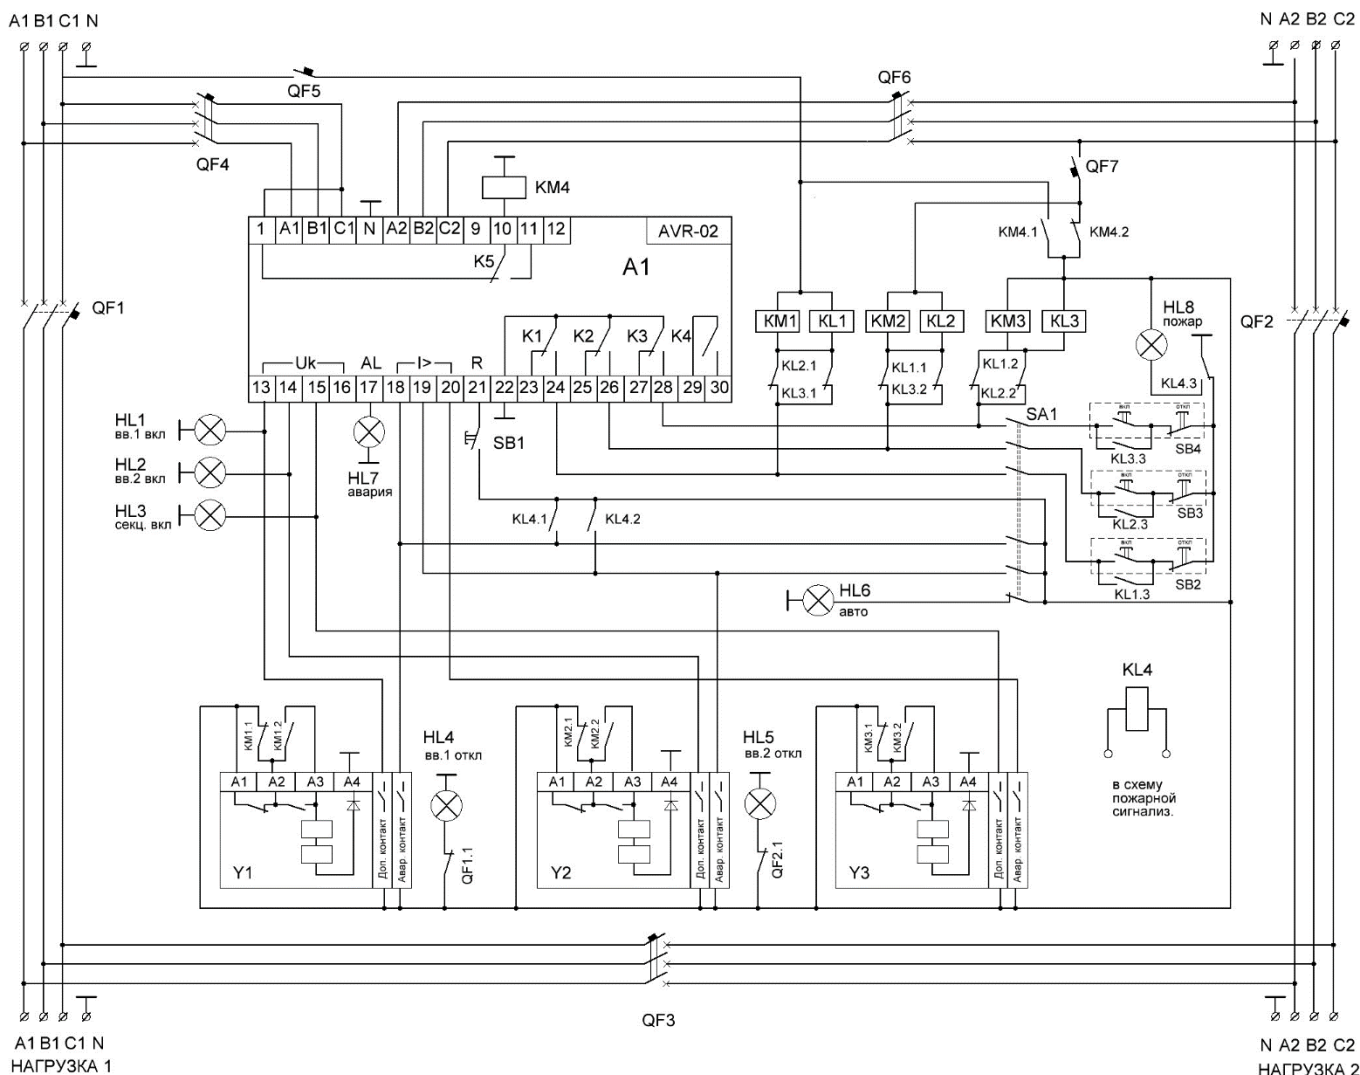 A1 B1 C1 N
N A2 B2 C2
QF5
QF6
QF4
QF7
KM4
1 A1 B1 C1 N A2 B2 C2 9 10 11 12
AVR-02
KM4.1
KM4.2
K5
A1
QF1
QF2
KM1 KL1
KM2 KL2
KM3 KL3
HL8
пожар
K1 K2 K3 K4
Uk AL I> R
KL2.1
KL3.1
KL1.1
KL3.2
KL1.2
KL2.2
KL4.3
13 14 15 16 17 18 19 20 21 22 23 24 25 26 27 28 29 30
HL1
вв.1 вкл
SB1
SA1
вкл
откл
KL3.3
SB4
HL2
вв.2 вкл
HL7
авария
HL3
секц. вкл
KL4.1
KL4.2
вкл
откл
KL2.3
SB3
вкл
откл
KL1.3
SB2
HL6
авто
KL4
в схему
пожарной
сигнализ.
KM1.1
KM1.2
HL4
вв.1 откл
KM2.1
KM2.2
HL5
вв.2 откл
KM3.1
KM3.2
A1 A2 A3 A4
A1 A2 A3 A4
A1 A2 A3 A4
Y1
Доп. контакт
Авар. контакт
QF1.1
Y2
Доп. контакт
Авар. контакт
QF2.1
Y3
Доп. контакт
Авар. контакт
QF3
A1 B1 C1 N
НАГРУЗКА 1
N A2 B2 C2
НАГРУЗКА 2